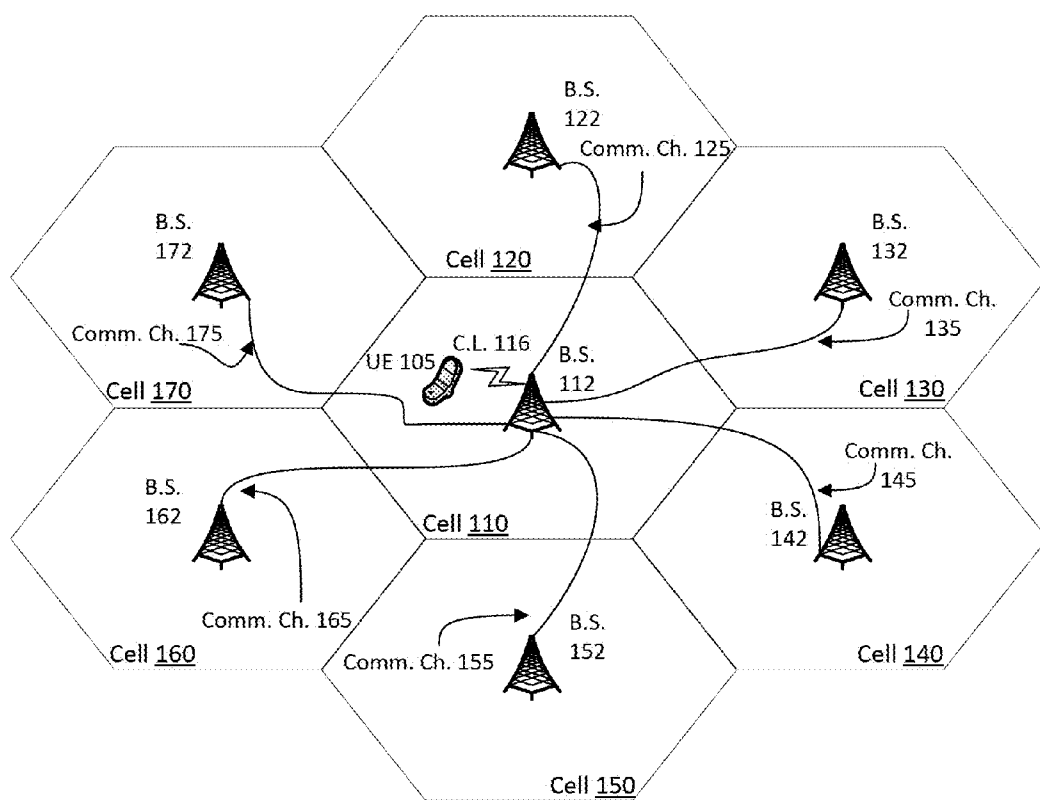 B.S.
122
Comm. Ch. 125
B.S.
172
B.S.
132
Cell 120
Comm. Ch.
135
Comm. Ch. 175
C.L. 116
UE 105
B.S.
112
Cell 170
Cell 130
Comm. Ch.
145
B.S.
162
B.S.
142
Cell 110
Comm. Ch. 165
B.S.
152
Cell 160
Comm. Ch. 155
Cell 140
Cell 150